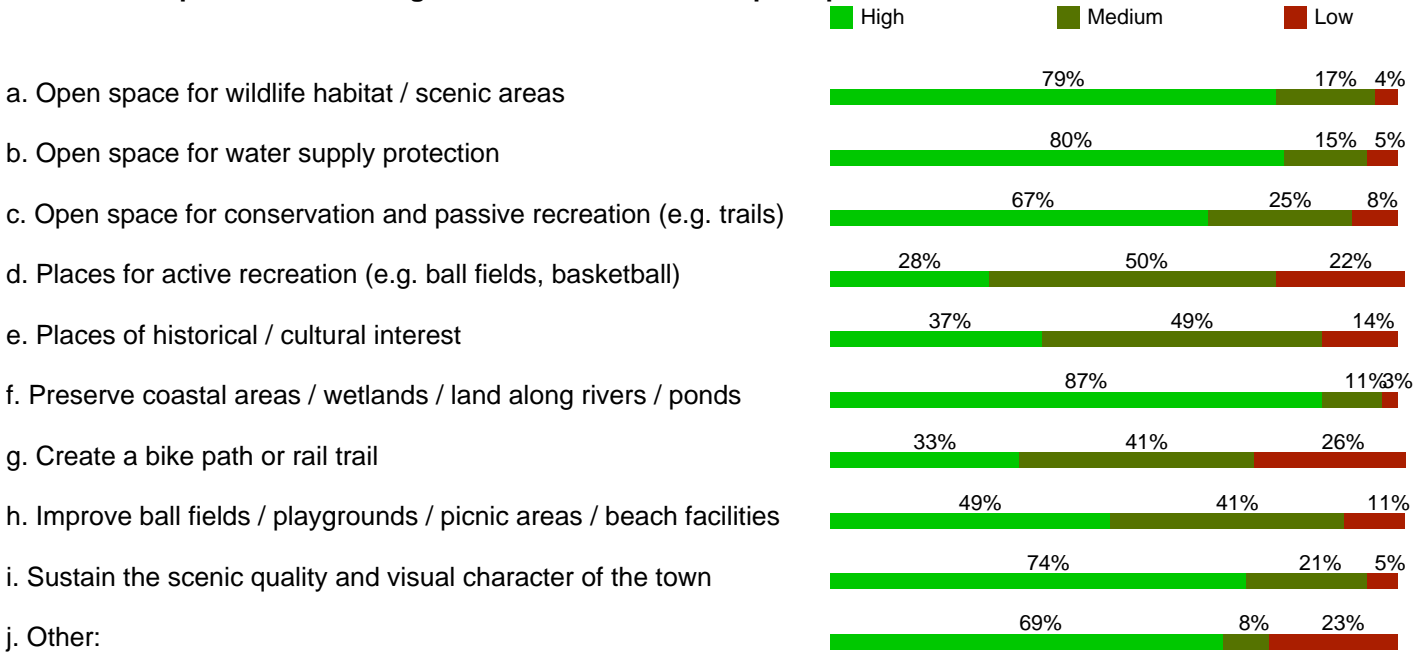 High Medium Low
79% 17% 4%
a. Open space for wildlife habitat / scenic areas
80% 15% 5%
b. Open space for water supply protection
67% 25% 8%
c. Open space for conservation and passive recreation (e.g. trails)
28% 50% 22%
d. Places for active recreation (e.g. ball fields, basketball)
37% 49% 14%
e. Places of historical / cultural interest
87% 11% 3%
f. Preserve coastal areas / wetlands / land along rivers / ponds
33% 41% 26%
g. Create a bike path or rail trail
49% 41% 11%
h. Improve ball fields / playgrounds / picnic areas / beach facilities
74% 21% 5%
i. Sustain the scenic quality and visual character of the town
69% 8% 23%
j. Other: